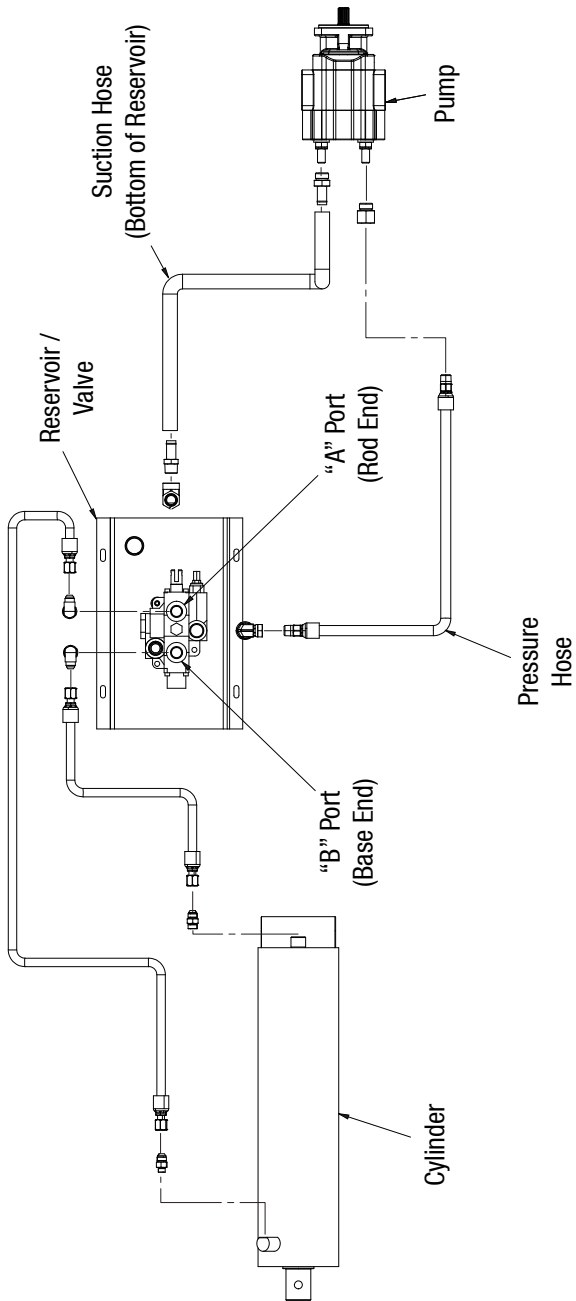 Suction Hose
(Bottom of Reservoir)
Pump
Reservoir /
Valve
“A” Port
(Rod End)
Pressure
Hose
“B” Port
(Base End)
Cylinder